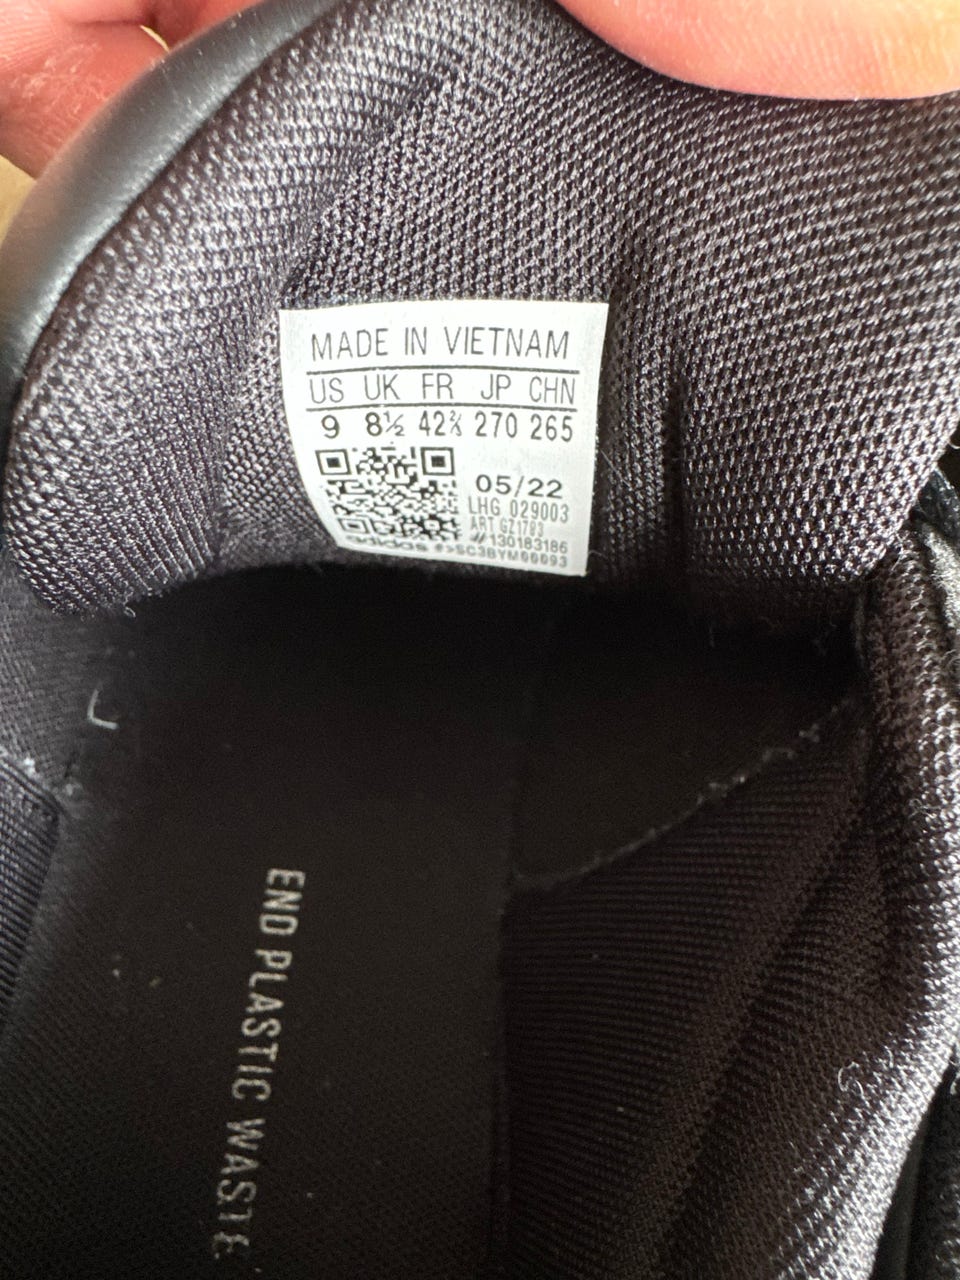 MADE IN VIETNAM
US UK FR JP CHN
9 8½ 42⅔ 270 265
05/22
LHG 029003
ART GZ1783
#130183186
adidas
END PLASTIC WASTE